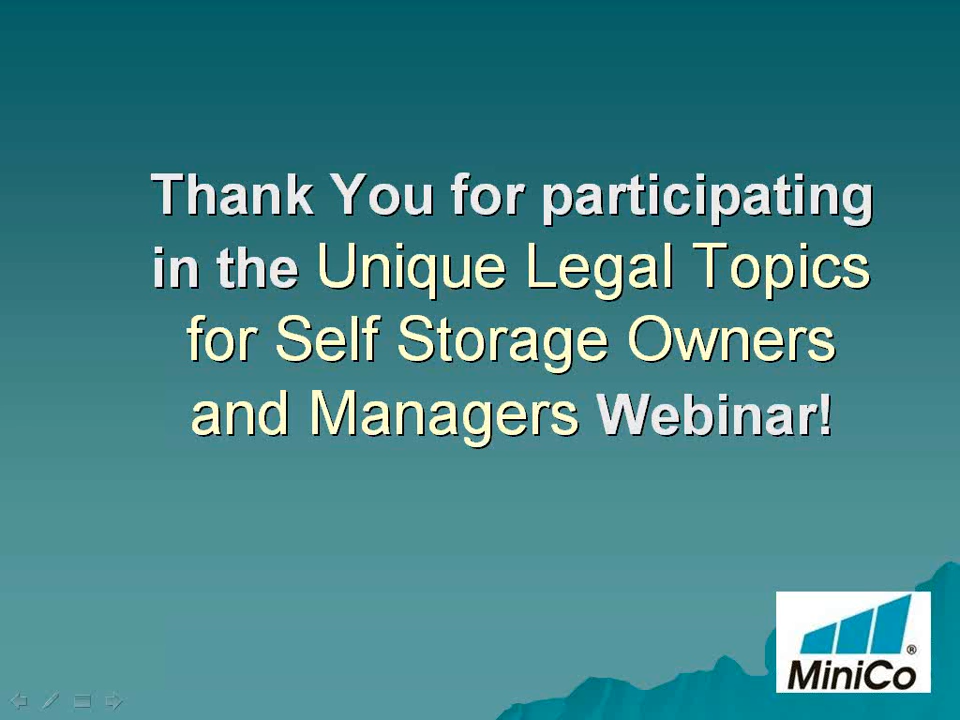 Thank You for participating
in the Unique Legal Topics
for Self Storage Owners
and Managers Webinar!
MiniCo®